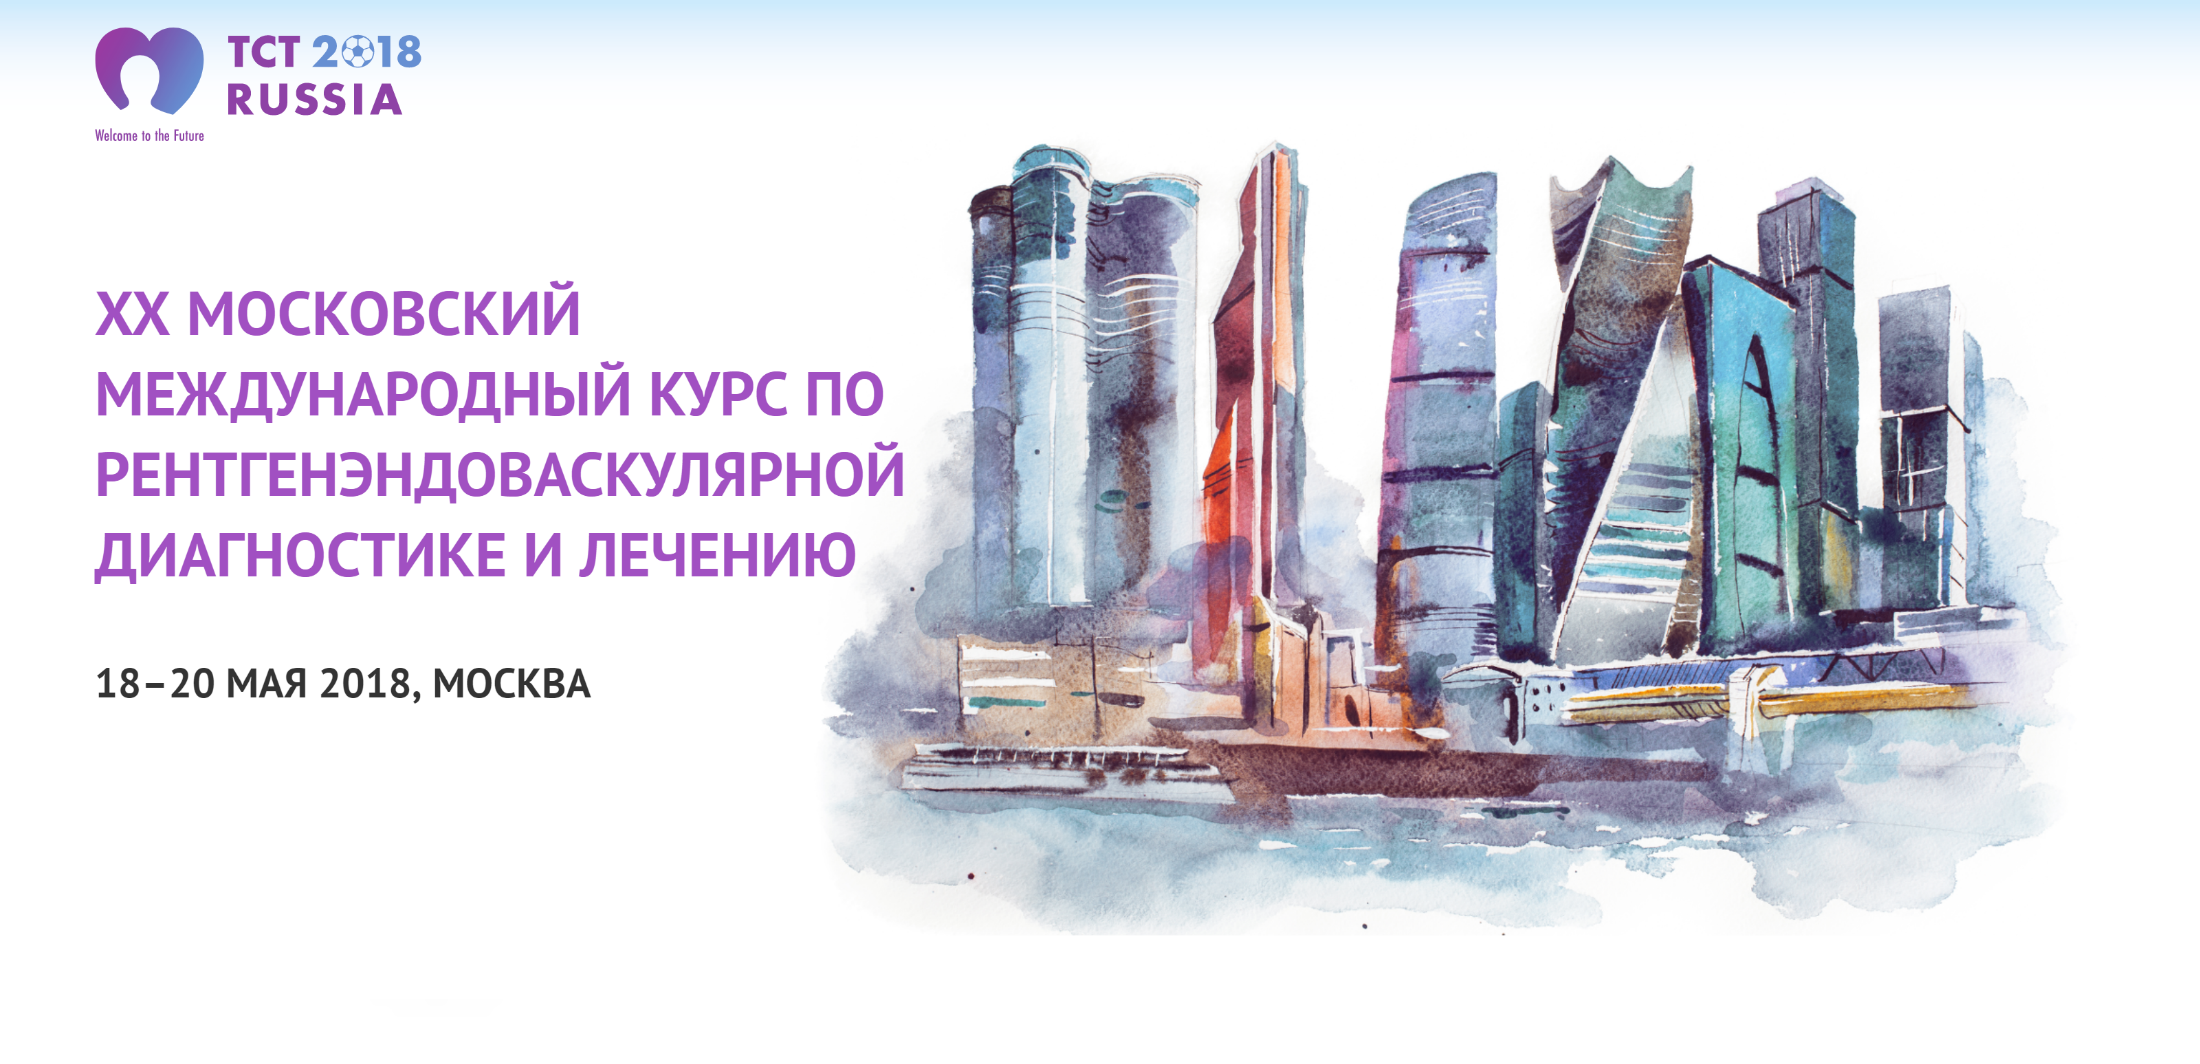 TCT 2018
RUSSIA
Welcome to the Future
XX МОСКОВСКИЙ
МЕЖДУНАРОДНЫЙ КУРС ПО
РЕНТГЕНЭНДОВАСКУЛЯРНОЙ
ДИАГНОСТИКЕ И ЛЕЧЕНИЮ
18–20 МАЯ 2018, МОСКВА